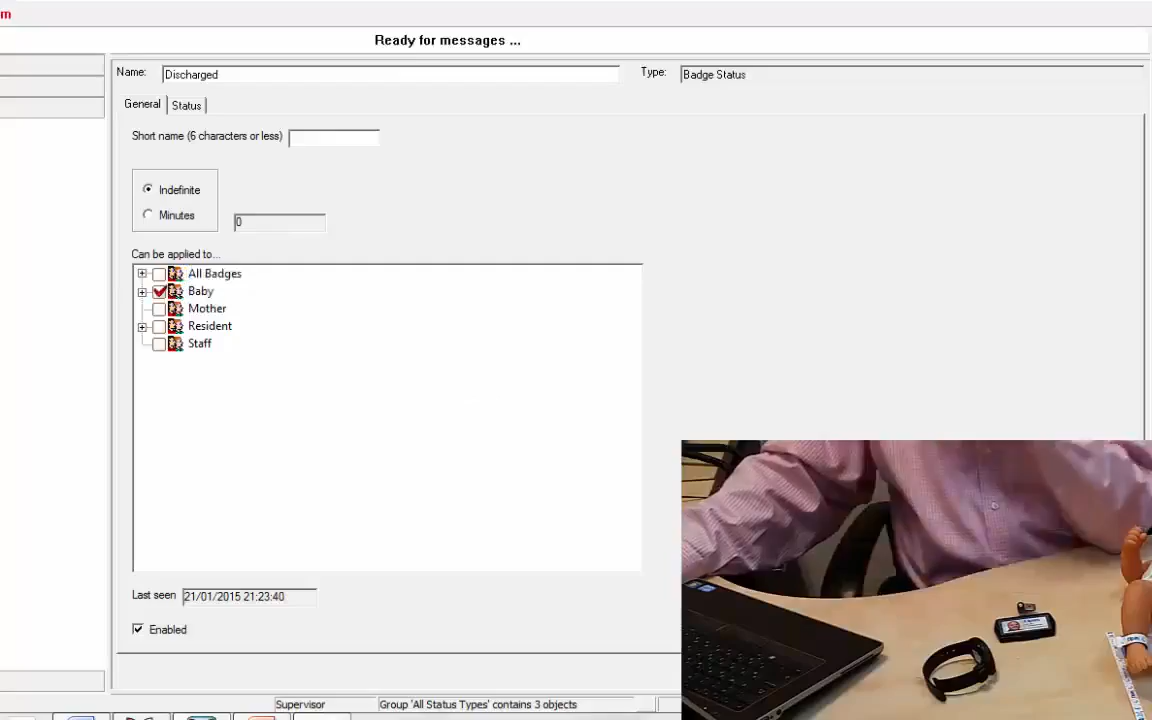 m
Ready for messages ...
Name: Discharged Type: Badge Status
General Status
Short name (6 characters or less)
Indefinite
Minutes 0
Can be applied to...
All Badges
Baby
Mother
Resident
Staff
Last seen 21/01/2015 21:23:40
Enabled
Supervisor Group 'All Status Types' contains 3 objects